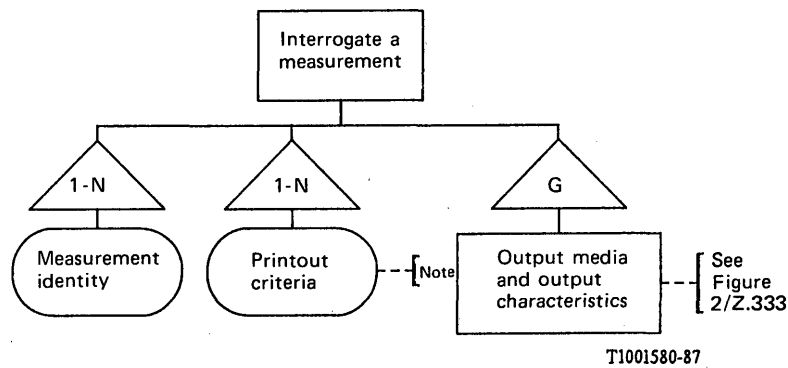 Interrogate a
measurement
1-N
1-N
G
Measurement
identity
Printout
criteria
Note
Output media
and output
characteristics
See
Figure
2/Z.333
T1001580-87